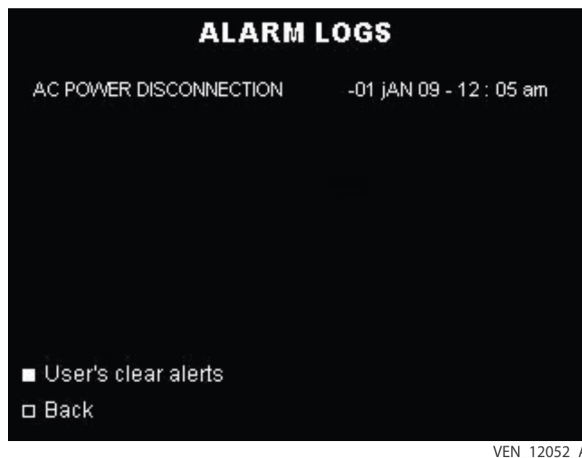 ALARM LOGS
AC POWER DISCONNECTION -01 jAN 09 - 12 : 05 am
User's clear alerts
Back
VEN 12052 A